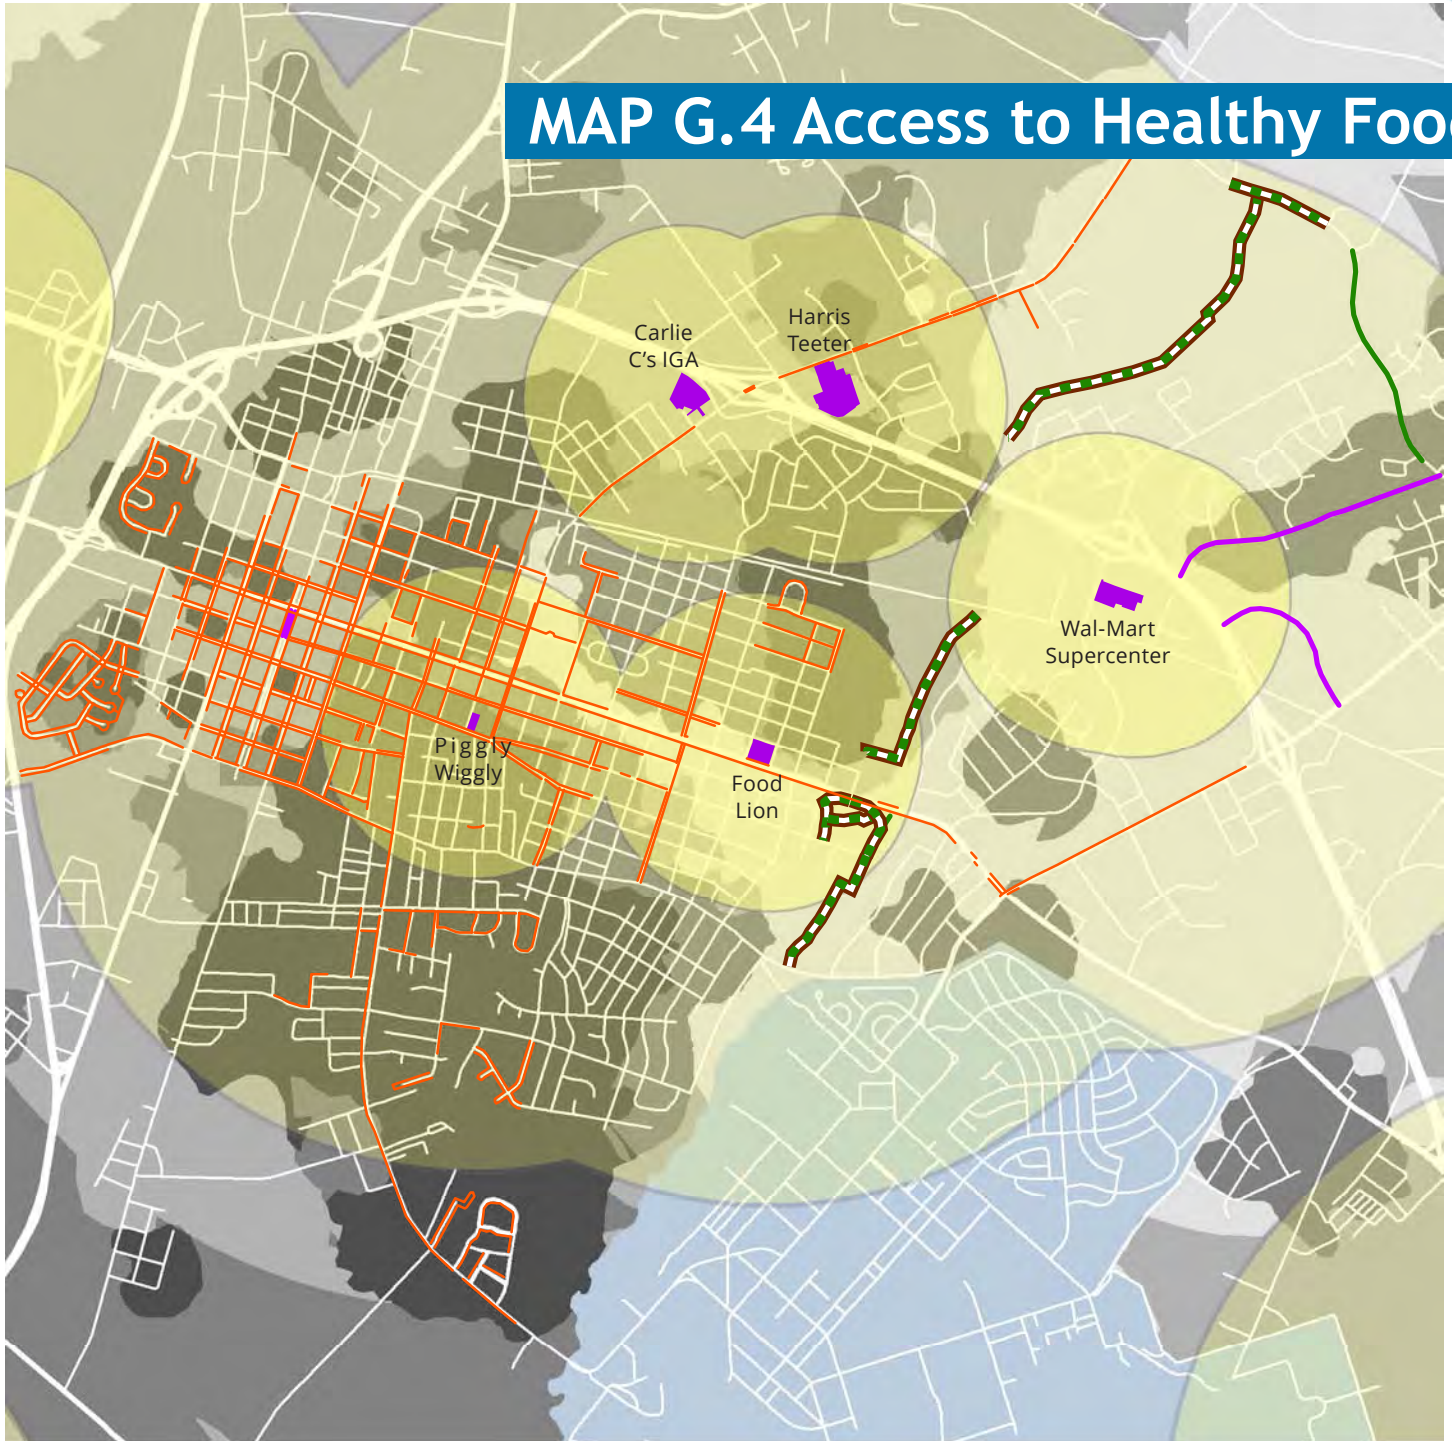 MAP G.4 Access to Healthy Foo
Carlie
C’s IGA
Harris
Teeter
Wal-Mart
Supercenter
Piggly
Wiggly
Food
Lion